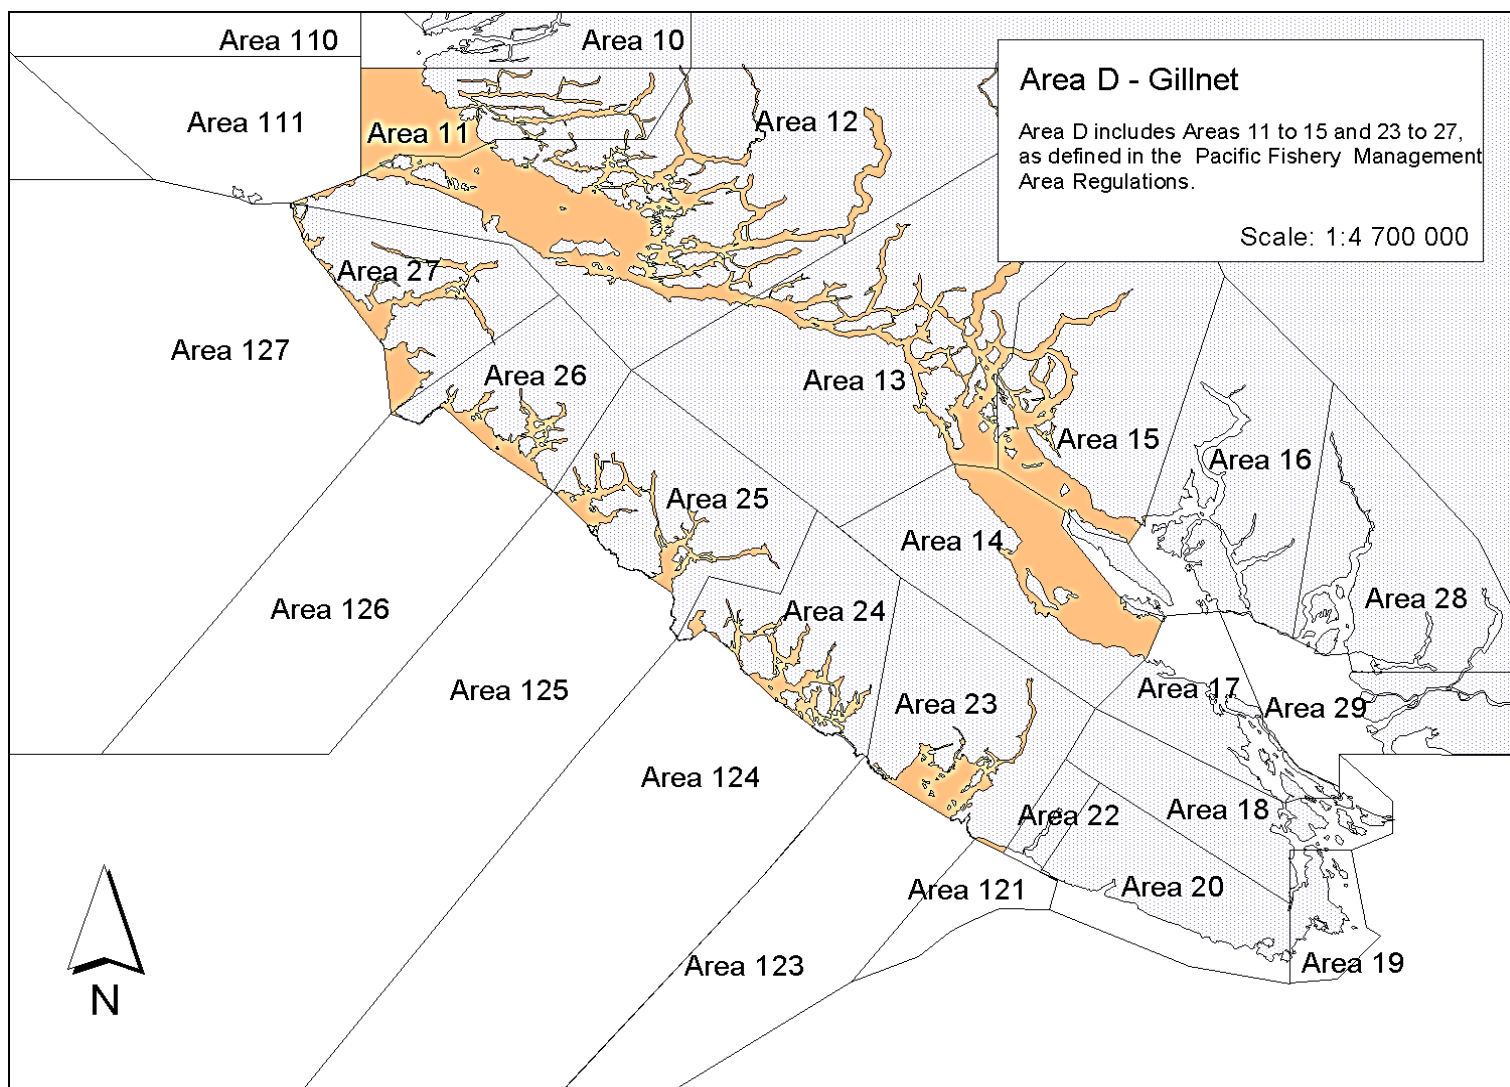 Area 110
Area 10
Area D - Gillnet
Area D includes Areas 11 to 15 and 23 to 27,
as defined in the Pacific Fishery Management
Area Regulations.
Scale: 1:4 700 000
Area 111
Area 11
Area 12
Area 27
Area 127
Area 26
Area 13
Area 15
Area 16
Area 25
Area 14
Area 126
Area 24
Area 28
Area 125
Area 23
Area 17
Area 29
Area 124
Area 22
Area 18
Area 121
Area 20
Area 123
Area 19
N